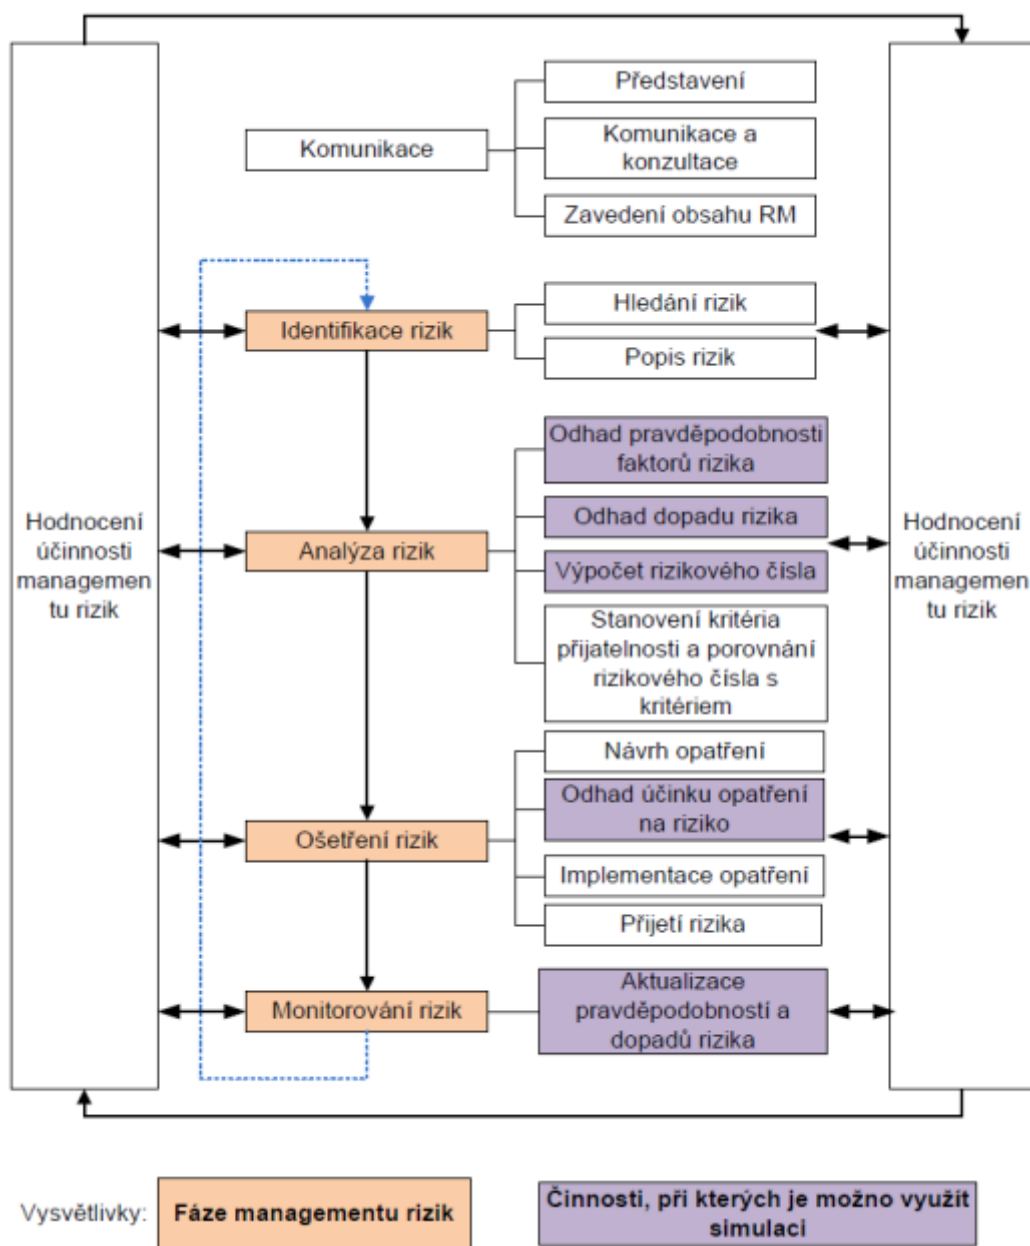 Představení
Komunikace
Komunikace a
konzultace
Zavedení obsahu RM
Identifikace rizik
Hledání rizik
Popis rizik
Hodnocení
účinnosti
managemen
tu rizik
Analýza rizik
Odhad pravděpodobnosti
faktorů rizika
Odhad dopadu rizika
Výpočet rizikového čísla
Stanovení kritéria
přijatelnosti a porovnání
rizikového čísla s
kritériem
Hodnocení
účinnosti
managemen
tu rizik
Ošetření rizik
Návrh opatření
Odhad účinku opatření
na riziko
Implementace opatření
Přijetí rizika
Monitorování rizik
Aktualizace
pravděpodobností a
dopadů rizika
Vysvětlivky:
Fáze managementu rizik
Činnosti, při kterých je možno využít
simulaci